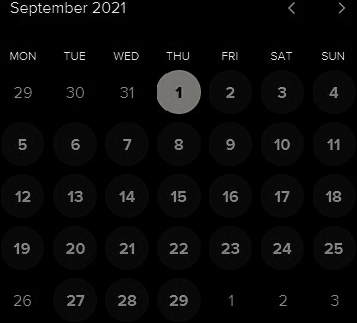 September 2021
MON TUE WED THU FRI SAT SUN
29 30 31 1 2 3 4
5 6 7 8 9 10 11
12 13 14 15 16 17 18
19 20 21 22 23 24 25
26 27 28 29 1 2 3